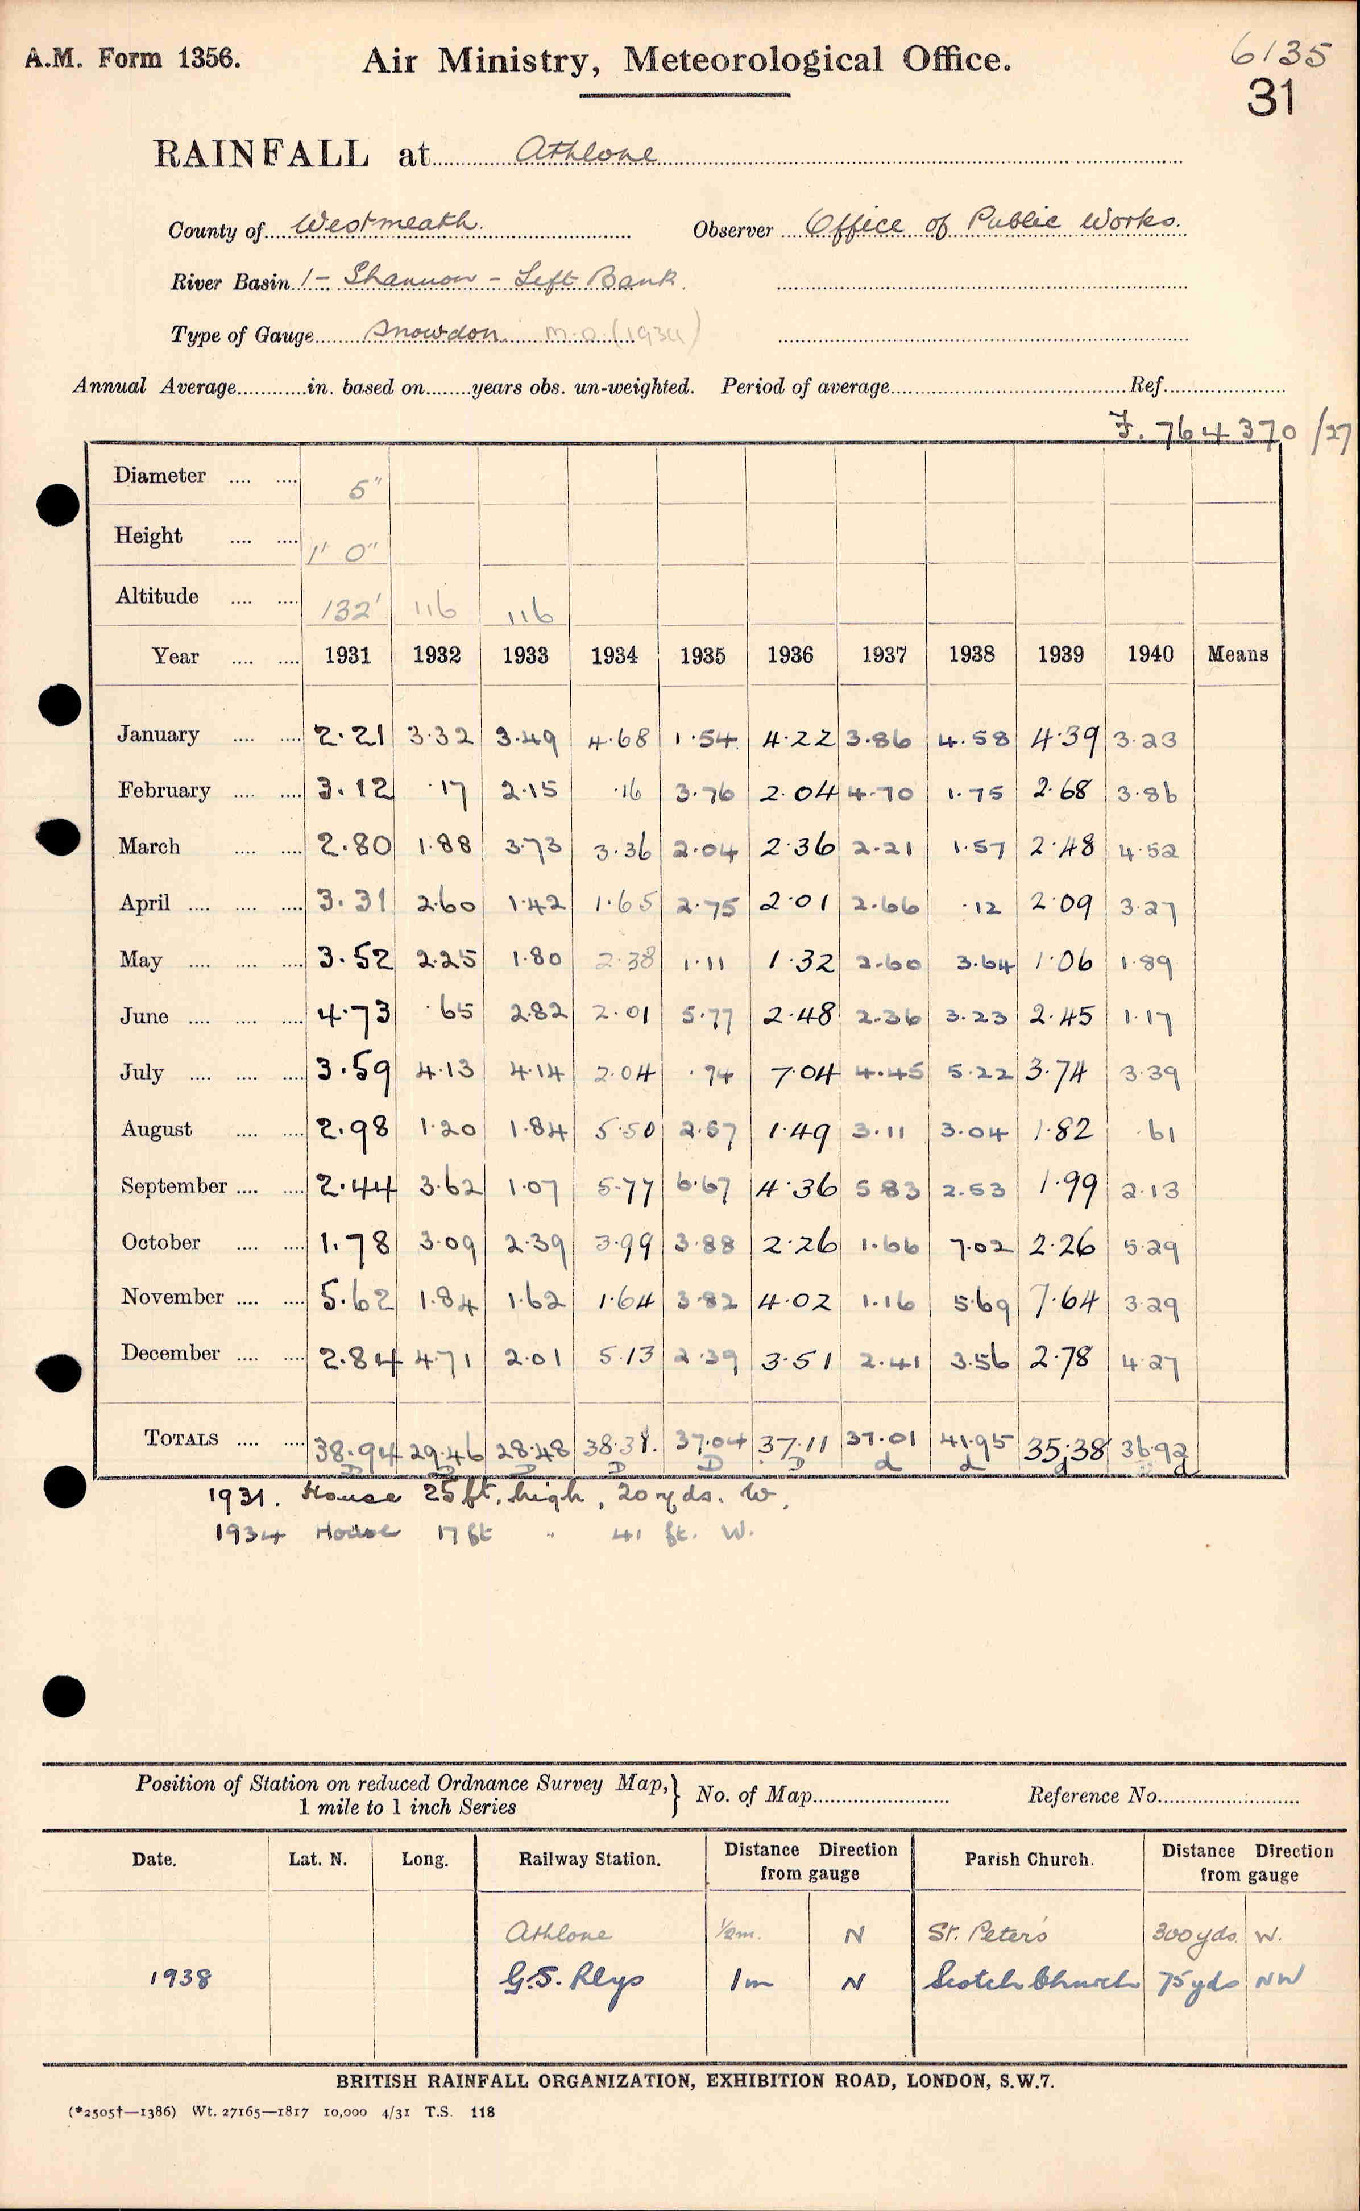 A.M. Form 1356.
Air Ministry, Meteorological Office.
6135
31
RAINFALL at Athlone
County of Westmeath. Observer Office of Public Works.
River Basin 1 - Shannon - Left Bank.
Type of Gauge Snowdon M.O. (1934)
Annual Average............in. based on........years obs. un-weighted. Period of average.......... Ref..........
F. 764370/27
Diameter .... .... 5"
Height .... .... 1' 0"
Altitude .... .... 132' 116 116
Year .... .... 1931 1932 1933 1934 1935 1936 1937 1938 1939 1940 Means
January .... .... 2.21 3.32 3.49 4.68 1.54 4.22 3.86 4.58 4.39 3.23
February .... .... 3.12 .17 2.15 .16 3.76 2.04 4.70 1.75 2.68 3.86
March .... .... 2.80 1.88 3.73 3.36 2.04 2.36 2.21 1.57 2.48 4.52
April .... .... .... 3.31 2.60 1.42 1.65 2.75 2.01 2.66 .12 2.09 3.27
May .... .... .... 3.52 2.25 1.80 2.38 1.11 1.32 2.60 3.64 1.06 1.89
June .... .... .... 4.73 .65 2.82 2.01 5.77 2.48 2.36 3.23 2.45 1.17
July .... .... .... 3.59 4.13 4.14 2.04 .74 7.04 4.45 5.22 3.74 3.39
August .... .... 2.98 1.20 1.84 5.50 2.57 1.49 3.11 3.04 1.82 .61
September .... .... 2.44 3.62 1.07 5.77 6.67 4.36 5.83 2.53 1.99 2.13
October .... .... 1.78 3.09 2.39 3.99 3.88 2.26 1.66 7.02 2.26 5.29
November .... .... 5.62 1.84 1.62 1.64 3.82 4.02 1.16 5.69 7.64 3.29
December .... .... 2.84 4.71 2.01 5.13 2.39 3.51 2.41 3.56 2.78 4.27
TOTALS .... .... 38.94 29.46 28.48 38.31 37.04 37.11 37.01 41.95 35.38 36.92
D D D D D D d d d d
1931. House 25 ft. high, 20 yds. W.
1934 House 17 ft " 41 ft. W.
Position of Station on reduced Ordnance Survey Map, 1 mile to 1 inch Series } No. of Map.......... Reference No..........
Date. Lat. N. Long. Railway Station. Distance Direction from gauge Parish Church. Distance Direction from gauge
Athlone ½m. N St. Peter's 300 yds. W.
1938 G.S. Rlys 1m N Scotch Church 75 yds NW
BRITISH RAINFALL ORGANIZATION, EXHIBITION ROAD, LONDON, S.W.7.
(*2505†—1386) Wt. 27165—1817 10,000 4/31 T.S. 118